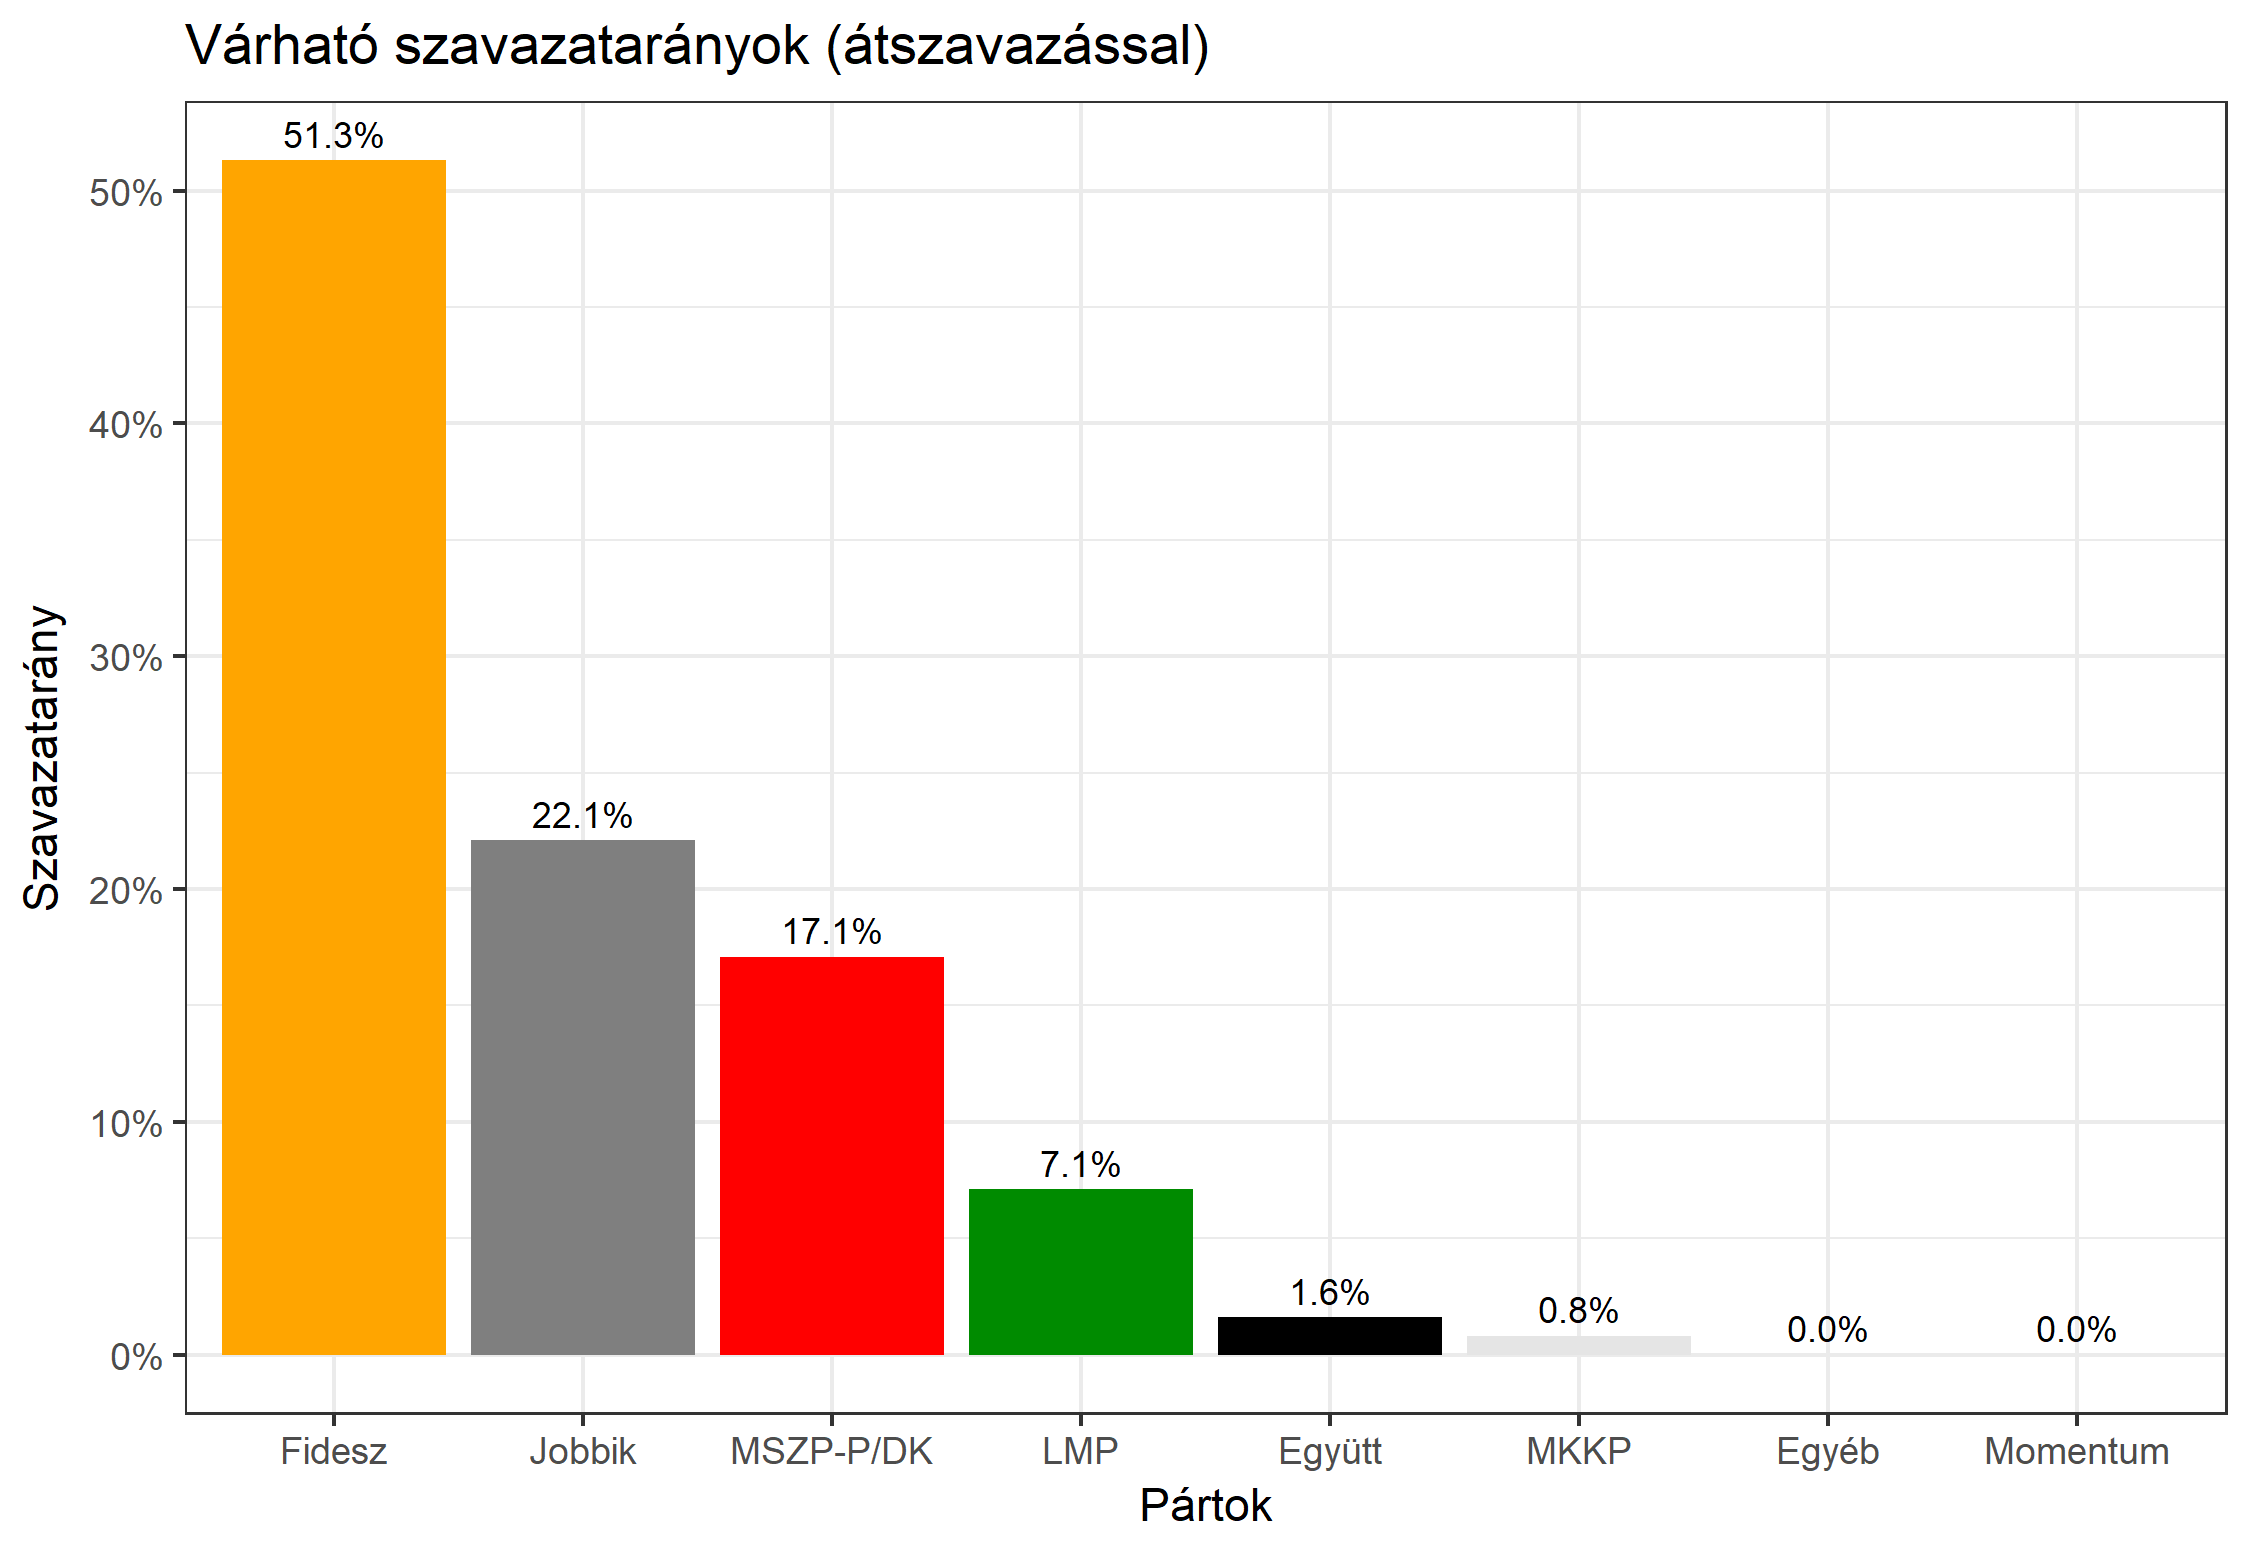 Várható szavazatarányok (átszavazással)
Szavazatarány
50%
40%
30%
20%
10%
0%
51.3%
22.1%
17.1%
7.1%
1.6%
0.8%
0.0%
0.0%
Fidesz
Jobbik
MSZP-P/DK
LMP
Együtt
MKKP
Egyéb
Momentum
Pártok